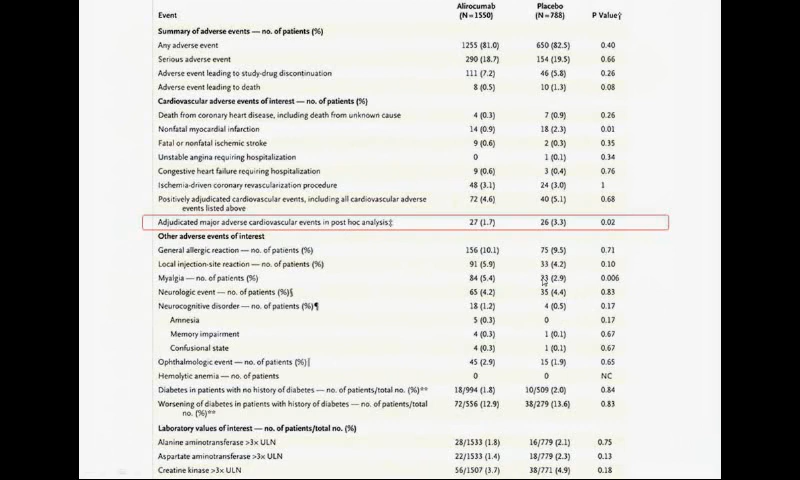 Event Alirocumab (N=1550) Placebo (N=788) P Value†
Summary of adverse events — no. of patients (%)
Any adverse event 1255 (81.0) 650 (82.5) 0.40
Serious adverse event 290 (18.7) 154 (19.5) 0.66
Adverse event leading to study-drug discontinuation 111 (7.2) 46 (5.8) 0.26
Adverse event leading to death 8 (0.5) 10 (1.3) 0.08
Cardiovascular adverse events of interest — no. of patients (%)
Death from coronary heart disease, including death from unknown cause 4 (0.3) 7 (0.9) 0.26
Nonfatal myocardial infarction 14 (0.9) 18 (2.3) 0.01
Fatal or nonfatal ischemic stroke 9 (0.6) 2 (0.3) 0.35
Unstable angina requiring hospitalization 0 1 (0.1) 0.34
Congestive heart failure requiring hospitalization 9 (0.6) 3 (0.4) 0.76
Ischemia-driven coronary revascularization procedure 48 (3.1) 24 (3.0) 1
Positively adjudicated cardiovascular events, including all cardiovascular adverse 72 (4.6) 40 (5.1) 0.68
events listed above
Adjudicated major adverse cardiovascular events in post hoc analysis‡ 27 (1.7) 26 (3.3) 0.02
Other adverse events of interest
General allergic reaction — no. of patients (%) 156 (10.1) 75 (9.5) 0.71
Local injection-site reaction — no. of patients (%) 91 (5.9) 33 (4.2) 0.10
Myalgia — no. of patients (%) 84 (5.4) 23 (2.9) 0.006
Neurologic event — no. of patients (%)§ 65 (4.2) 35 (4.4) 0.83
Neurocognitive disorder — no. of patients (%)¶ 18 (1.2) 4 (0.5) 0.17
Amnesia 5 (0.3) 0 0.17
Memory impairment 4 (0.3) 1 (0.1) 0.67
Confusional state 4 (0.3) 1 (0.1) 0.67
Ophthalmologic event — no. of patients (%)‖ 45 (2.9) 15 (1.9) 0.65
Hemolytic anemia — no. of patients 0 0 NC
Diabetes in patients with no history of diabetes — no. of patients/total no. (%)** 18/994 (1.8) 10/509 (2.0) 0.84
Worsening of diabetes in patients with history of diabetes — no. of patients/total 72/556 (12.9) 38/279 (13.6) 0.83
no. (%)**
Laboratory values of interest — no. of patients/total no. (%)
Alanine aminotransferase >3× ULN 28/1533 (1.8) 16/779 (2.1) 0.75
Aspartate aminotransferase >3× ULN 22/1533 (1.4) 18/779 (2.3) 0.13
Creatine kinase >3× ULN 56/1507 (3.7) 38/771 (4.9) 0.18